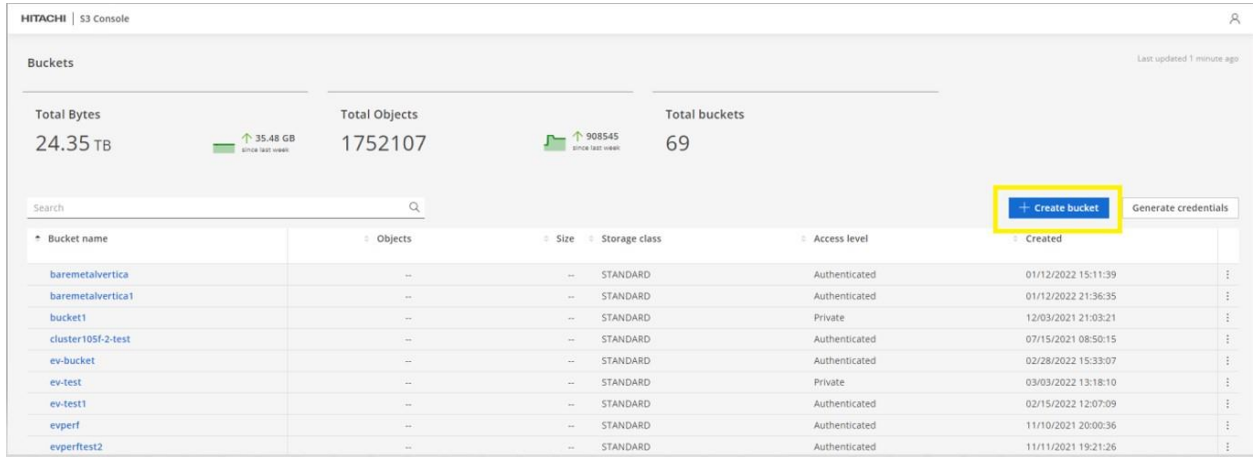 HITACHI | S3 Console
Buckets
Last updated 1 minute ago
Total Bytes
24.35 TB
35.48 GB
since last week
Total Objects
1752107
908545
since last week
Total buckets
69
Search
+ Create bucket
Generate credentials
Bucket name Objects Size Storage class Access level Created
baremetalvertica -- -- STANDARD Authenticated 01/12/2022 15:11:39
baremetalvertica1 -- -- STANDARD Authenticated 01/12/2022 21:36:35
bucket1 -- -- STANDARD Private 12/03/2021 21:03:21
cluster105f-2-test -- -- STANDARD Authenticated 07/15/2021 08:50:15
ev-bucket -- -- STANDARD Authenticated 02/28/2022 15:33:07
ev-test -- -- STANDARD Private 03/03/2022 13:18:10
ev-test1 -- -- STANDARD Authenticated 02/15/2022 12:07:09
evperf -- -- STANDARD Authenticated 11/10/2021 20:00:36
evperftest2 -- -- STANDARD Authenticated 11/11/2021 19:21:26